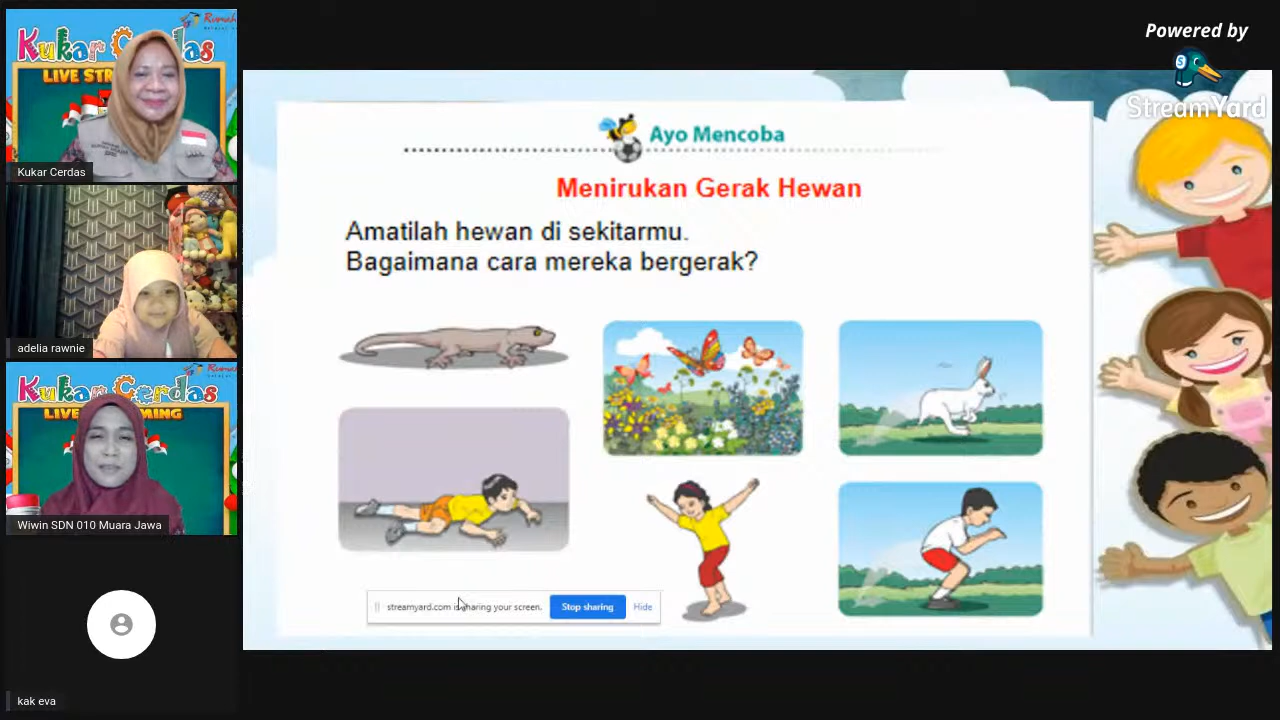 Kukar Cerdas
LIVE STR
Kukar Cerdas
adelia rawnie
Kukar Cerdas
LIVE
MING
Wiwin SDN 010 Muara Jawa
kak eva
Powered by
S
StreamYard
Ayo Mencoba
Menirukan Gerak Hewan
Amatilah hewan di sekitarmu.
Bagaimana cara mereka bergerak?
streamyard.com is sharing your screen.
Stop sharing
Hide